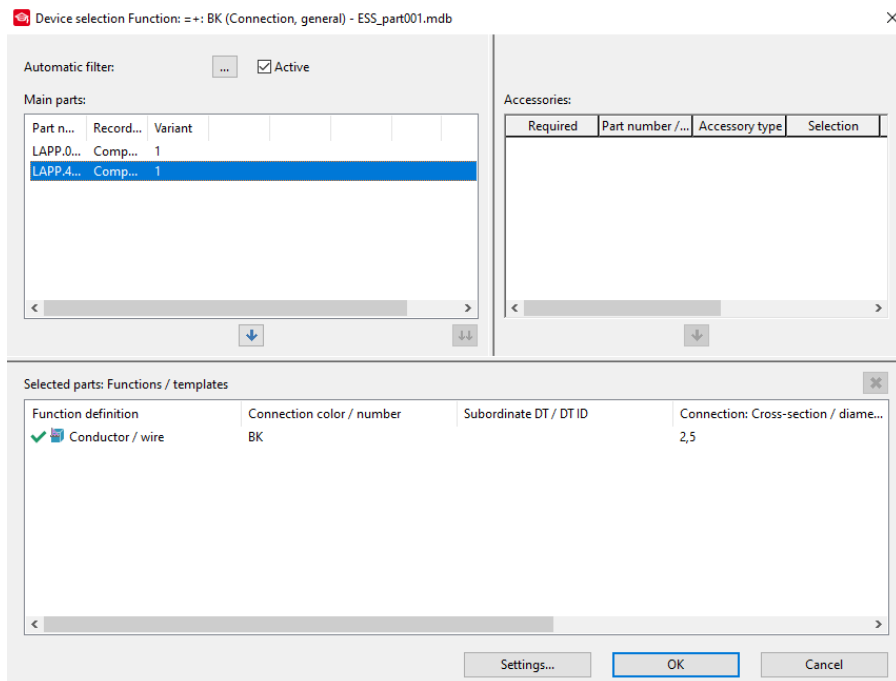 Device selection Function: =+: BK (Connection, general) - ESS_part001.mdb
Automatic filter:
...
Active
Main parts:
Part n... Record... Variant
LAPP.0... Comp... 1
LAPP.4... Comp... 1
Accessories:
Required Part number /... Accessory type Selection
Selected parts: Functions / templates
Function definition Connection color / number Subordinate DT / DT ID Connection: Cross-section / diame...
Conductor / wire BK 2,5
Settings... OK Cancel